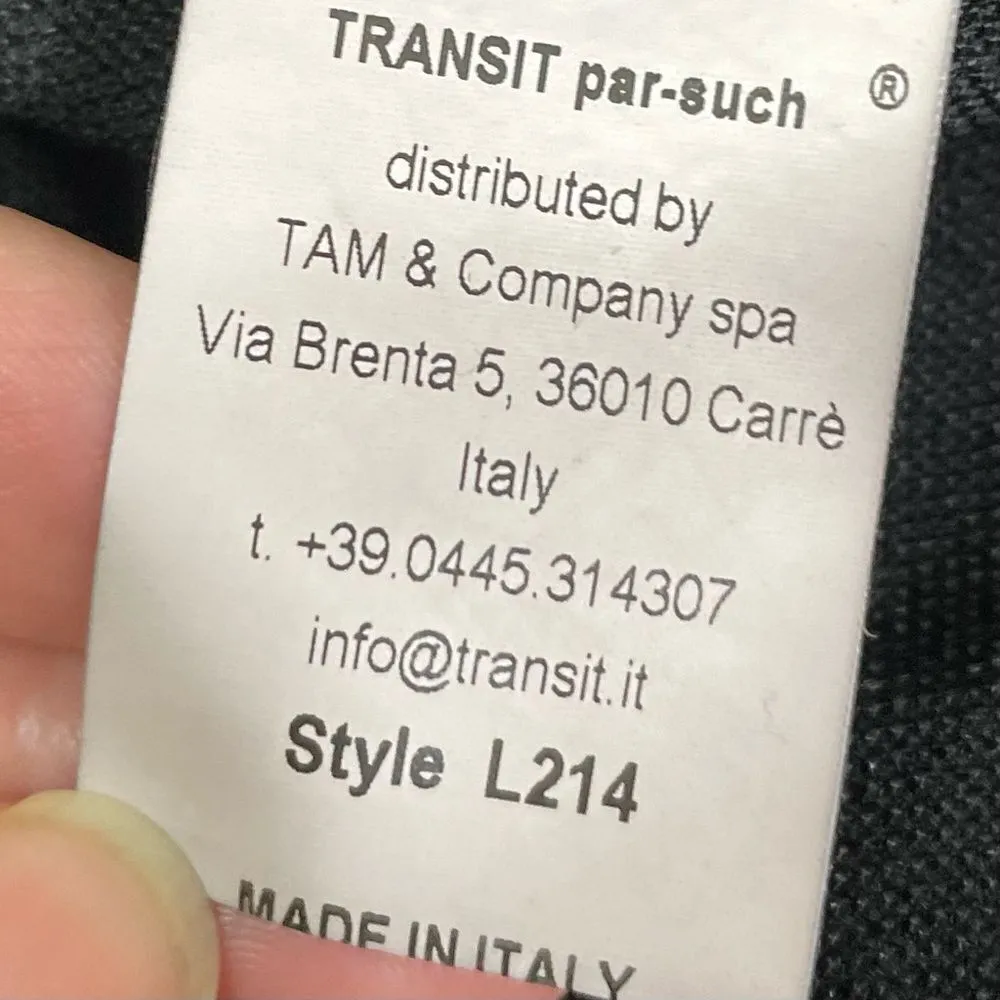 TRANSIT par-such ®
distributed by
TAM & Company spa
Via Brenta 5, 36010 Carrè
Italy
t. +39.0445.314307
info@transit.it
Style L214
MADE IN ITALY